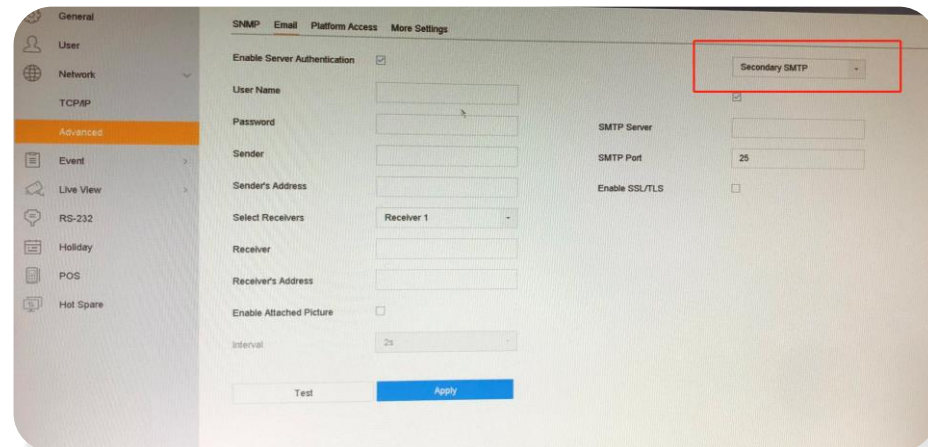 General
User
Network
TCP/IP
Advanced
Event
Live View
RS-232
Holiday
POS
Hot Spare
SNMP Email Platform Access More Settings
Enable Server Authentication
Secondary SMTP
User Name
Password
SMTP Server
Sender
SMTP Port 25
Sender's Address
Enable SSL/TLS
Select Receivers Receiver 1
Receiver
Receiver's Address
Enable Attached Picture
Interval 2s
Test Apply